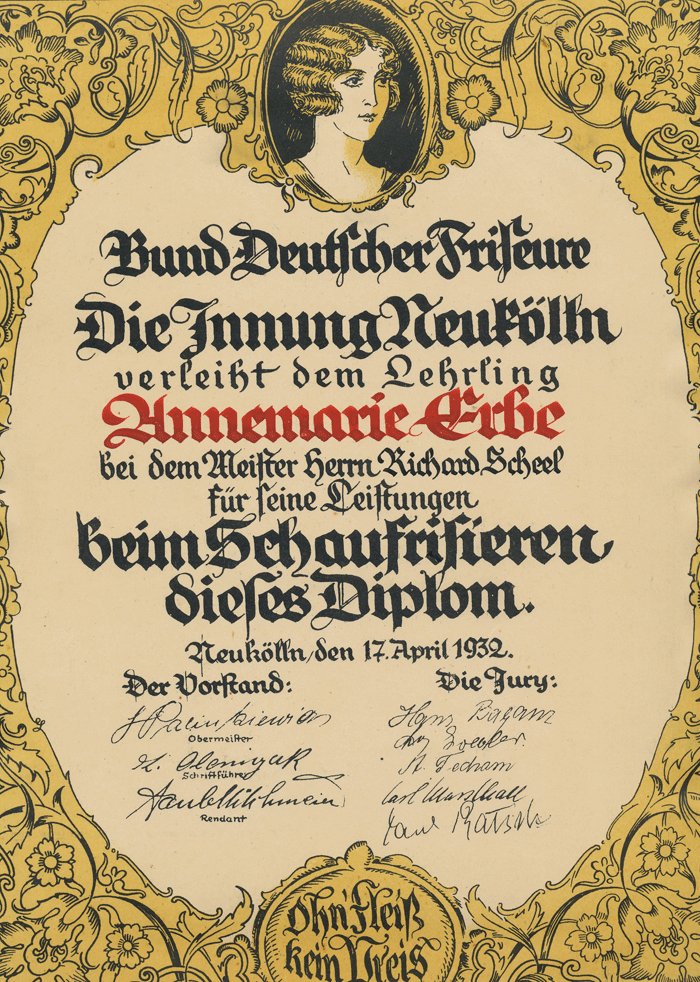 Bund Deutscher Friseure
Die Innung Neukölln
verleiht dem Lehrling
Annemarie Erbe
bei dem Meister Herrn Richard Scheel
für seine Leistungen
beim Schaufrisieren
dieses Diplom.
Neukölln, den 17. April 1932.
Der Vorstand:
Obermeister
Schriftführer
Rendant
Die Jury:
Carl Marschall
Ohn' Fleiß
kein Preis